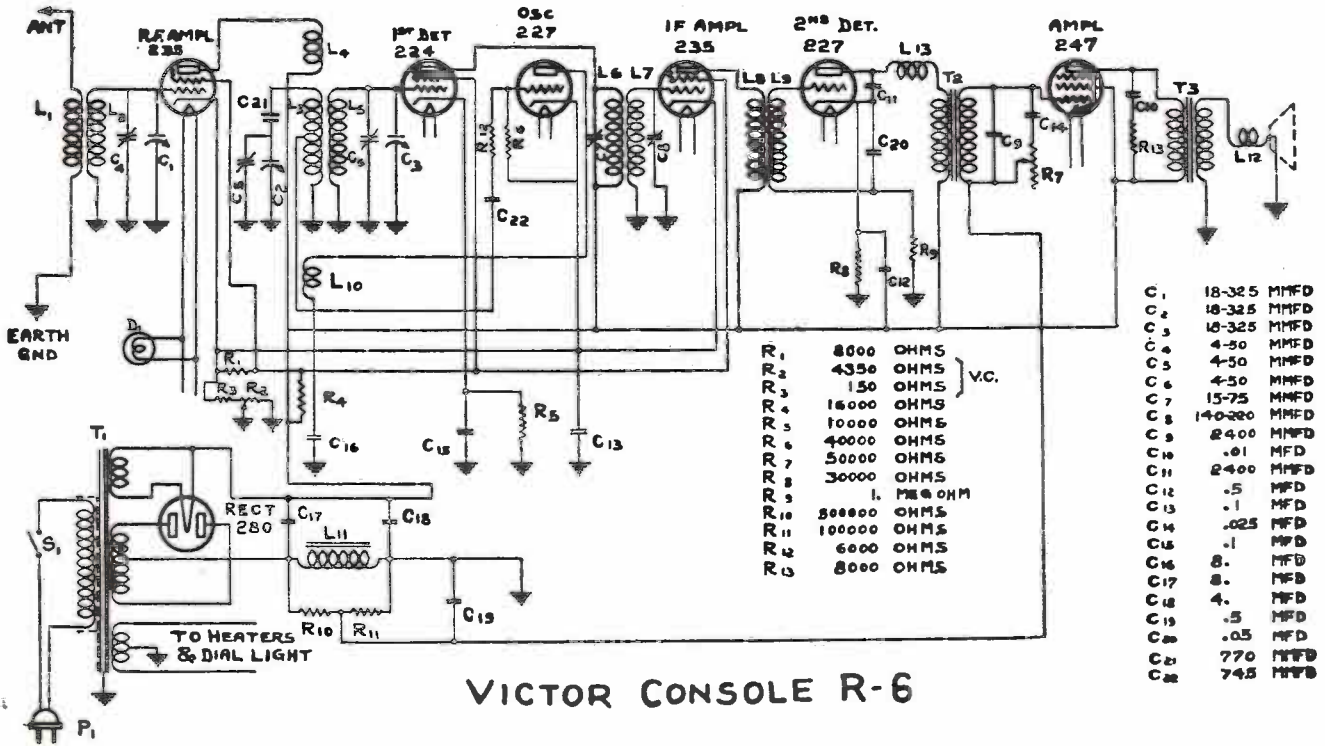 ANT
R.F. AMPL
235
L4
1ST DET
224
OSC
227
IF AMPL
235
2ND DET.
227
L13
AMPL
247
L1
C4
C1
C21
C5
C2
L3
L5
C3
R12
R6
C22
L6
L7
C8
L8
L9
C11
C20
T2
C9
C14
R7
C10
R13
T3
L12
EARTH
GND
D1
L10
R8
C12
R9
R1
R3
R2
R4
C16
C15
R5
C13
T1
S1
P1
RECT
280
C17
L11
C18
R10
R11
C19
TO HEATERS
& DIAL LIGHT
R1 8000 OHMS
R2 4350 OHMS
R3 150 OHMS
V.C.
R4 16000 OHMS
R5 10000 OHMS
R6 40000 OHMS
R7 50000 OHMS
R8 30000 OHMS
R9 1. MEGOHM
R10 OHMS
R11 100000 OHMS
R12 6000 OHMS
R13 8000 OHMS
C1 18-325 MMFD
C2 18-325 MMFD
C3 18-325 MMFD
C4 4-50 MMFD
C5 4-50 MMFD
C6 4-50 MMFD
C7 15-75 MMFD
C8 140-220 MMFD
C9 2400 MMFD
C10 .01 MFD
C11 2400 MMFD
C12 .5 MFD
C13 .1 MFD
C14 .025 MFD
C15 .1 MFD
C16 8. MFD
C17 8. MFD
C18 4. MFD
C19 .5 MFD
C20 .05 MFD
C21 770 MMFD
C22 745 MMFD
VICTOR CONSOLE R-6